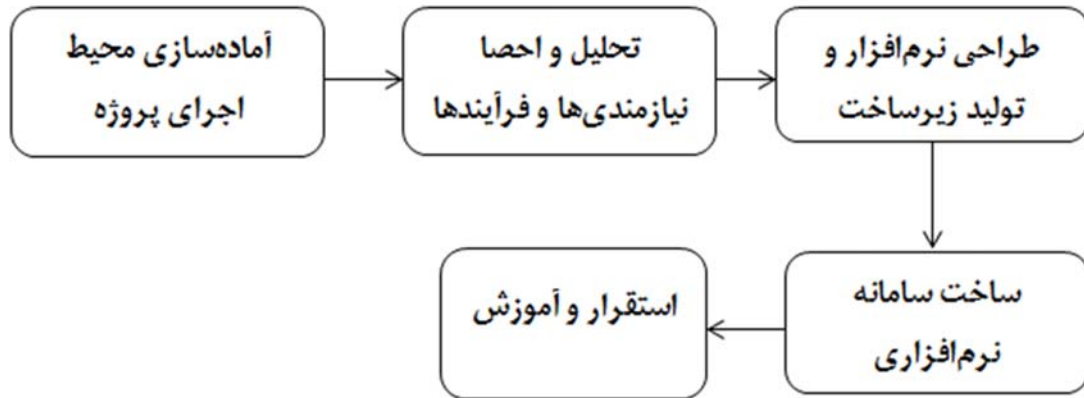 آماده‌سازی محیط
اجرای پروژه
تحلیل و احصا
نیازمندی‌ها و فرآیندها
طراحی نرم‌افزار و
تولید زیرساخت
ساخت سامانه
نرم‌افزاری
استقرار و آموزش